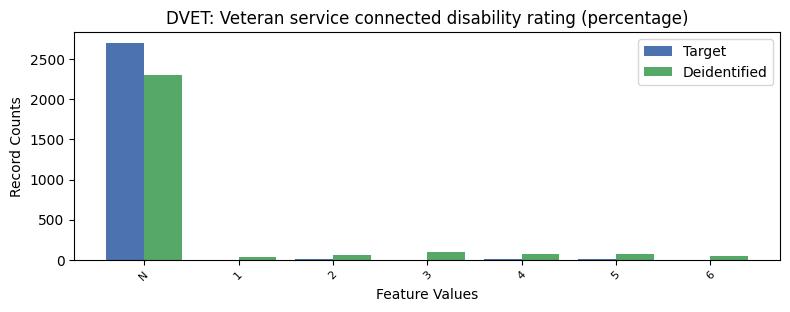 DVET: Veteran service connected disability rating (percentage)
Target
Deidentified
Record Counts
2500
2000
1500
1000
500
0
N 1 2 3 4 5 6
Feature Values